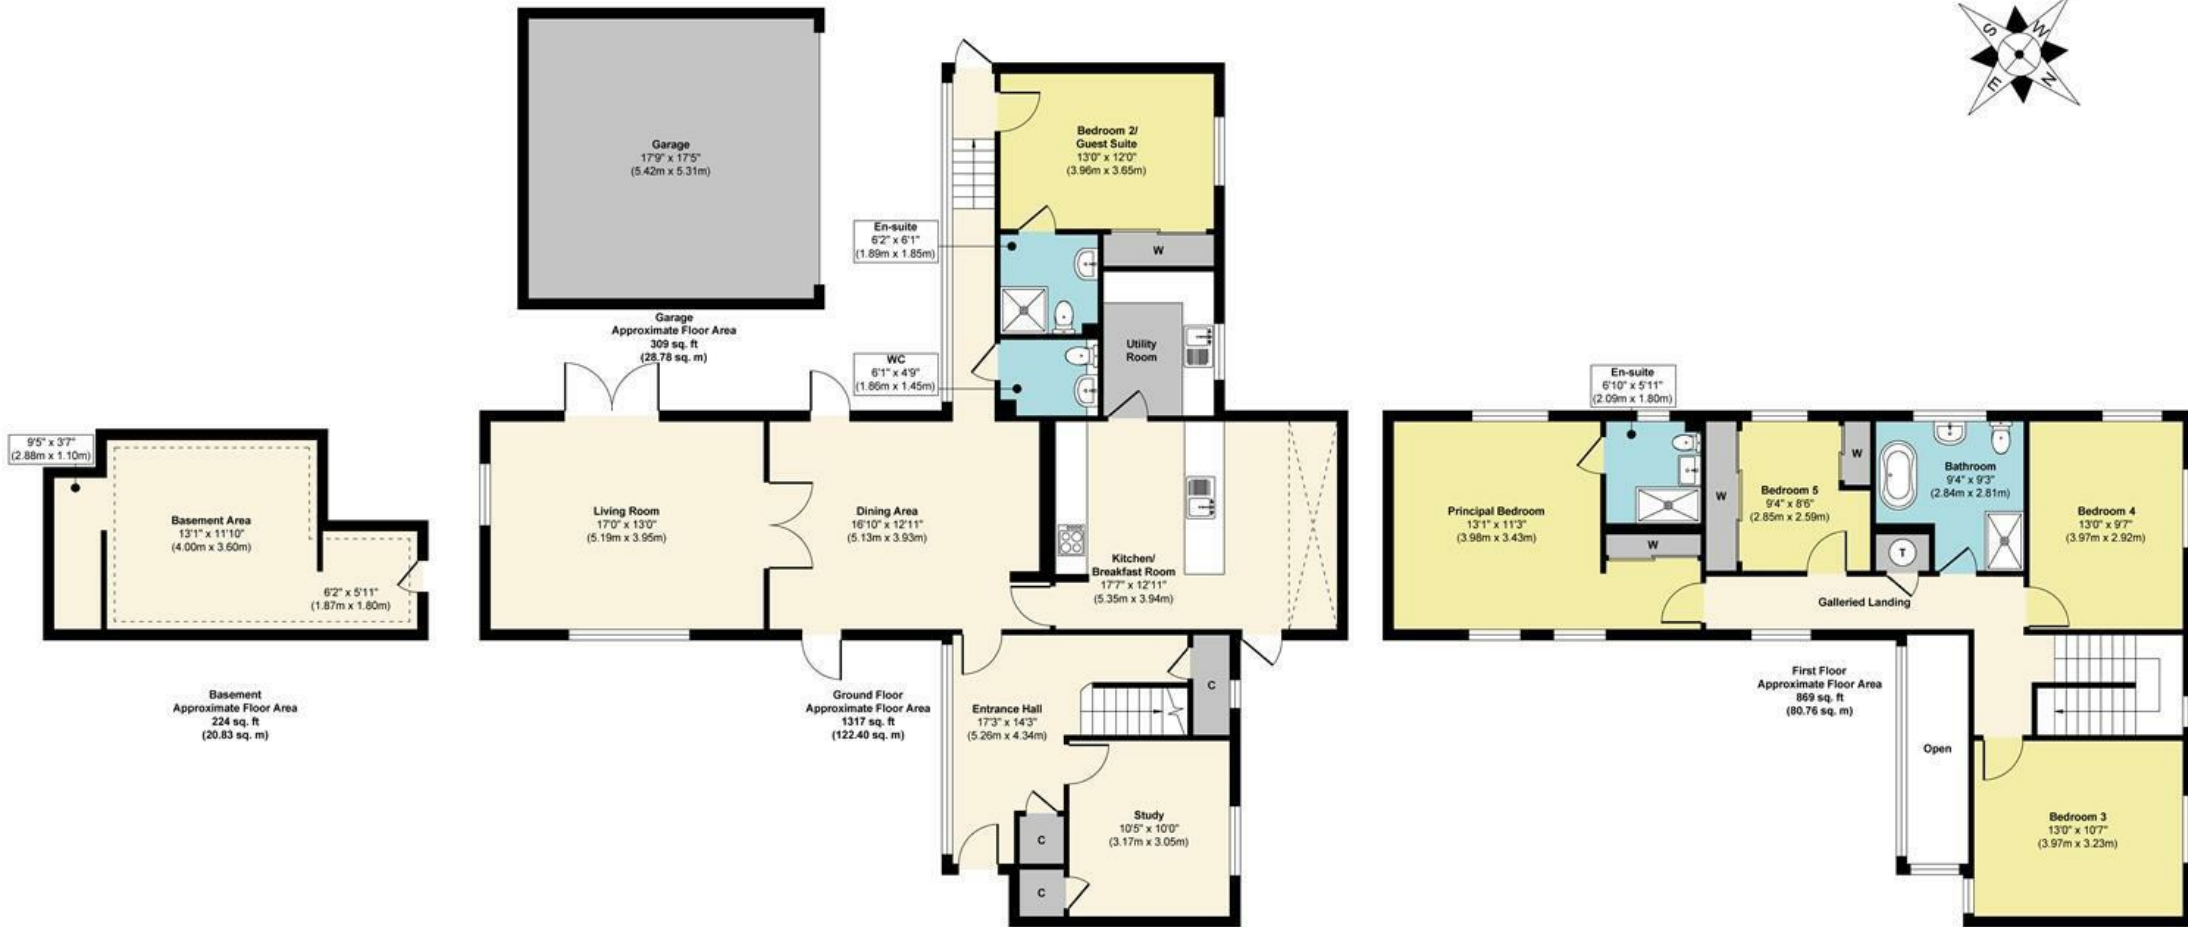 S
W
E
N
Garage
17'9" x 17'5"
(5.42m x 5.31m)
Garage
Approximate Floor Area
309 sq. ft
(28.78 sq. m)
Bedroom 2/
Guest Suite
13'0" x 12'0"
(3.96m x 3.65m)
En-suite
6'2" x 6'1"
(1.89m x 1.85m)
W
WC
6'1" x 4'9"
(1.86m x 1.45m)
Utility
Room
9'5" x 3'7"
(2.88m x 1.10m)
Basement Area
13'1" x 11'10"
(4.00m x 3.60m)
6'2" x 5'11"
(1.87m x 1.80m)
Basement
Approximate Floor Area
224 sq. ft
(20.83 sq. m)
Living Room
17'0" x 13'0"
(5.19m x 3.95m)
Dining Area
16'10" x 12'11"
(5.13m x 3.93m)
Kitchen/
Breakfast Room
17'7" x 12'11"
(5.35m x 3.94m)
Ground Floor
Approximate Floor Area
1317 sq. ft
(122.40 sq. m)
Entrance Hall
17'3" x 14'3"
(5.26m x 4.34m)
C
Study
10'5" x 10'0"
(3.17m x 3.05m)
C
C
En-suite
6'10" x 5'11"
(2.09m x 1.80m)
Principal Bedroom
13'1" x 11'3"
(3.98m x 3.43m)
W
W
W
Bedroom 5
9'4" x 8'6"
(2.85m x 2.59m)
Bathroom
9'4" x 9'3"
(2.84m x 2.81m)
T
Bedroom 4
13'0" x 9'7"
(3.97m x 2.92m)
Galleried Landing
First Floor
Approximate Floor Area
869 sq. ft
(80.76 sq. m)
Open
Bedroom 3
13'0" x 10'7"
(3.97m x 3.23m)